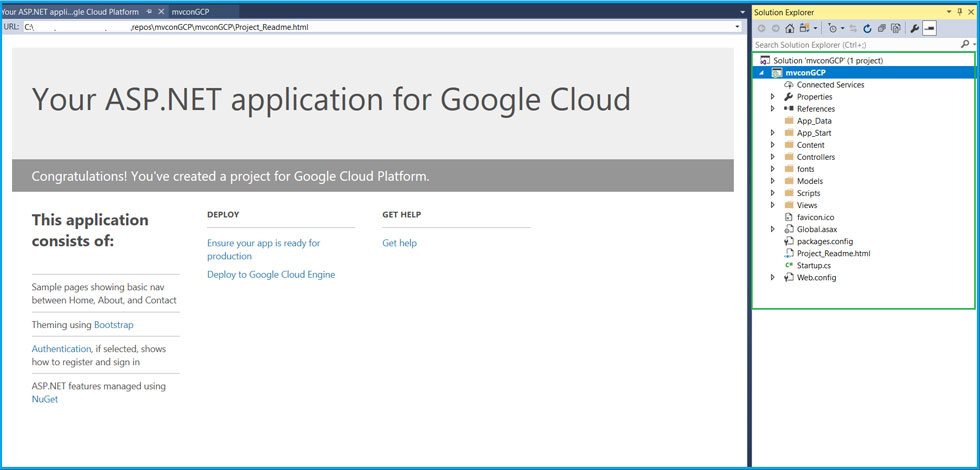 Your ASP.NET appli...gle Cloud Platform
mvconGCP
URL: C:\ .repos\mvconGCP\mvconGCP\Project_Readme.html
Your ASP.NET application for Google Cloud
Congratulations! You've created a project for Google Cloud Platform.
This application
consists of:
Sample pages showing basic nav
between Home, About, and Contact
Theming using Bootstrap
Authentication, if selected, shows
how to register and sign in
ASP.NET features managed using
NuGet
DEPLOY
Ensure your app is ready for
production
Deploy to Google Cloud Engine
GET HELP
Get help
Solution Explorer
Search Solution Explorer (Ctrl+;)
Solution 'mvconGCP' (1 project)
mvconGCP
Connected Services
Properties
References
App_Data
App_Start
Content
Controllers
fonts
Models
Scripts
Views
favicon.ico
Global.asax
packages.config
Project_Readme.html
Startup.cs
Web.config